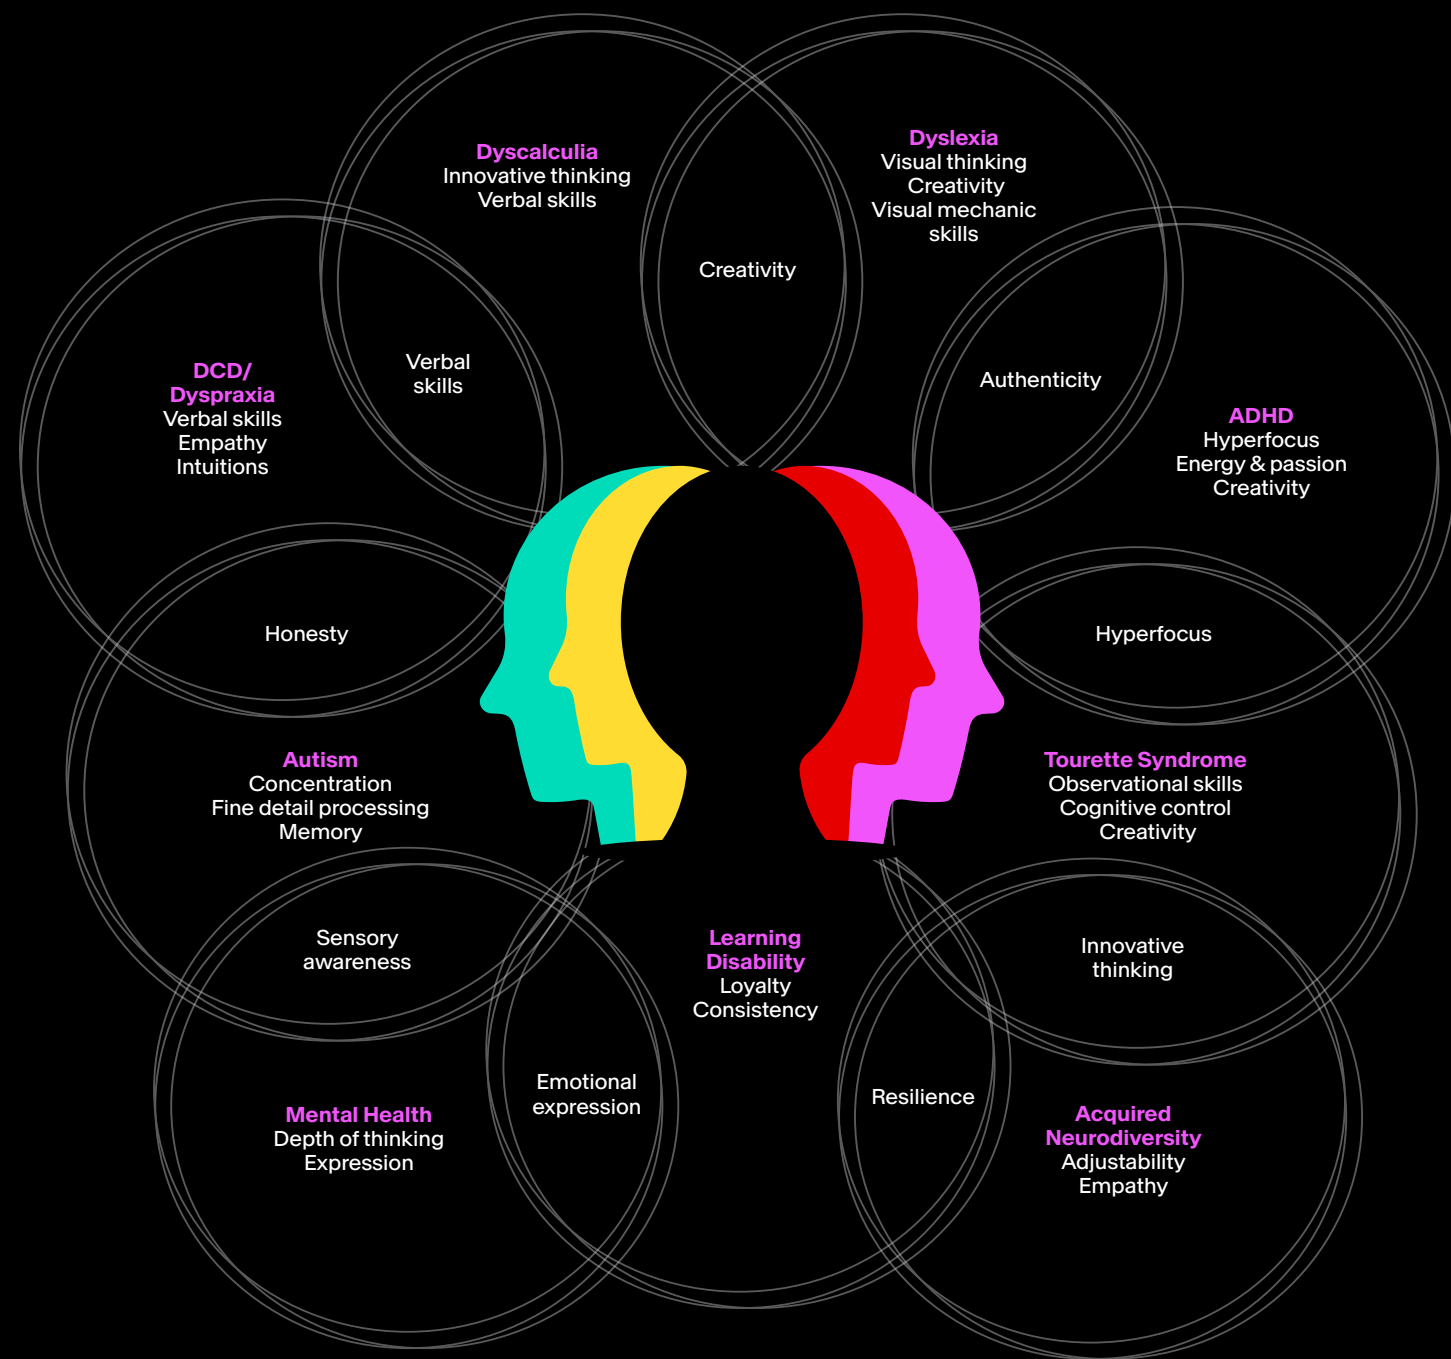 Dyscalculia
Innovative thinking
Verbal skills
Creativity
Dyslexia
Visual thinking
Creativity
Visual mechanic
skills
Authenticity
ADHD
Hyperfocus
Energy & passion
Creativity
Hyperfocus
Tourette Syndrome
Observational skills
Cognitive control
Creativity
Innovative
thinking
Acquired
Neurodiversity
Adjustability
Empathy
Resilience
Learning
Disability
Loyalty
Consistency
Emotional
expression
Mental Health
Depth of thinking
Expression
Sensory
awareness
Autism
Concentration
Fine detail processing
Memory
Honesty
DCD/
Dyspraxia
Verbal skills
Empathy
Intuitions
Verbal
skills